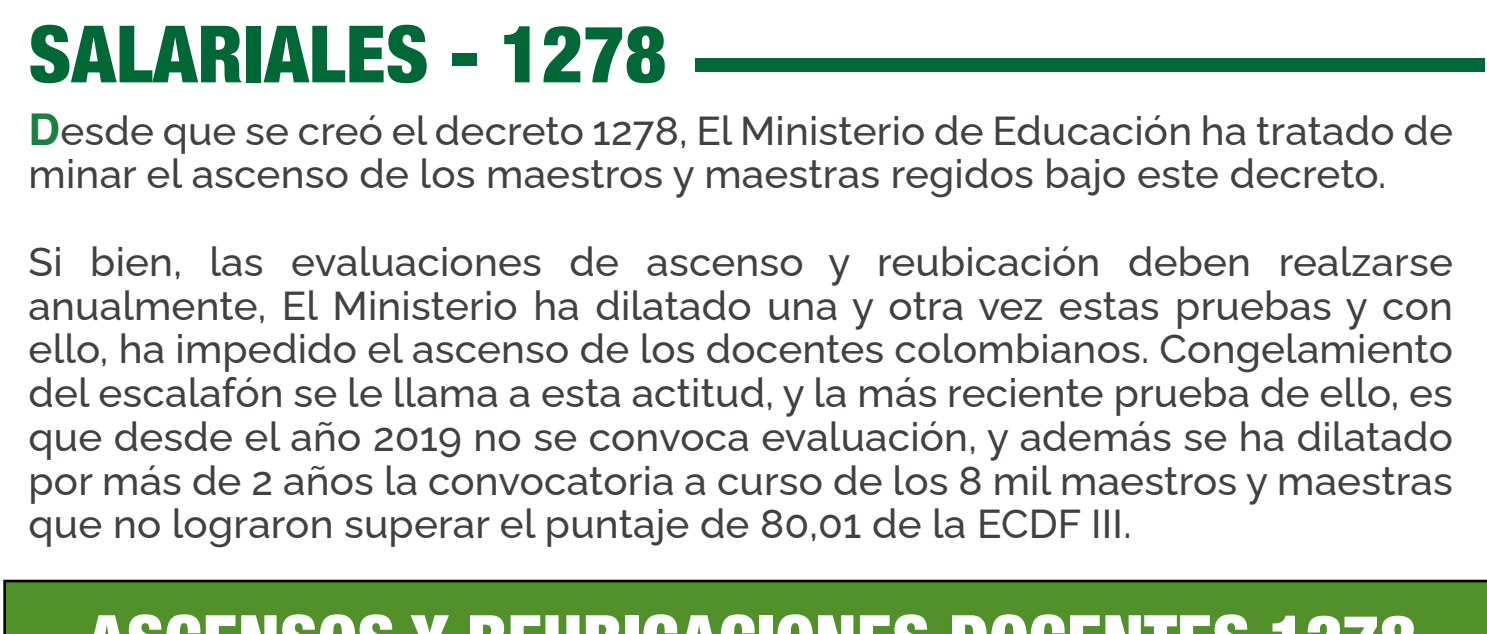 SALARIALES - 1278
Desde que se creó el decreto 1278, El Ministerio de Educación ha tratado de
minar el ascenso de los maestros y maestras regidos bajo este decreto.
Si bien, las evaluaciones de ascenso y reubicación deben realzarse
anualmente, El Ministerio ha dilatado una y otra vez estas pruebas y con
ello, ha impedido el ascenso de los docentes colombianos. Congelamiento
del escalafón se le llama a esta actitud, y la más reciente prueba de ello, es
que desde el año 2019 no se convoca evaluación, y además se ha dilatado
por más de 2 años la convocatoria a curso de los 8 mil maestros y maestras
que no lograron superar el puntaje de 80,01 de la ECDF III.
ASCENSOS Y REUBICACIONES DOCENTES 1278